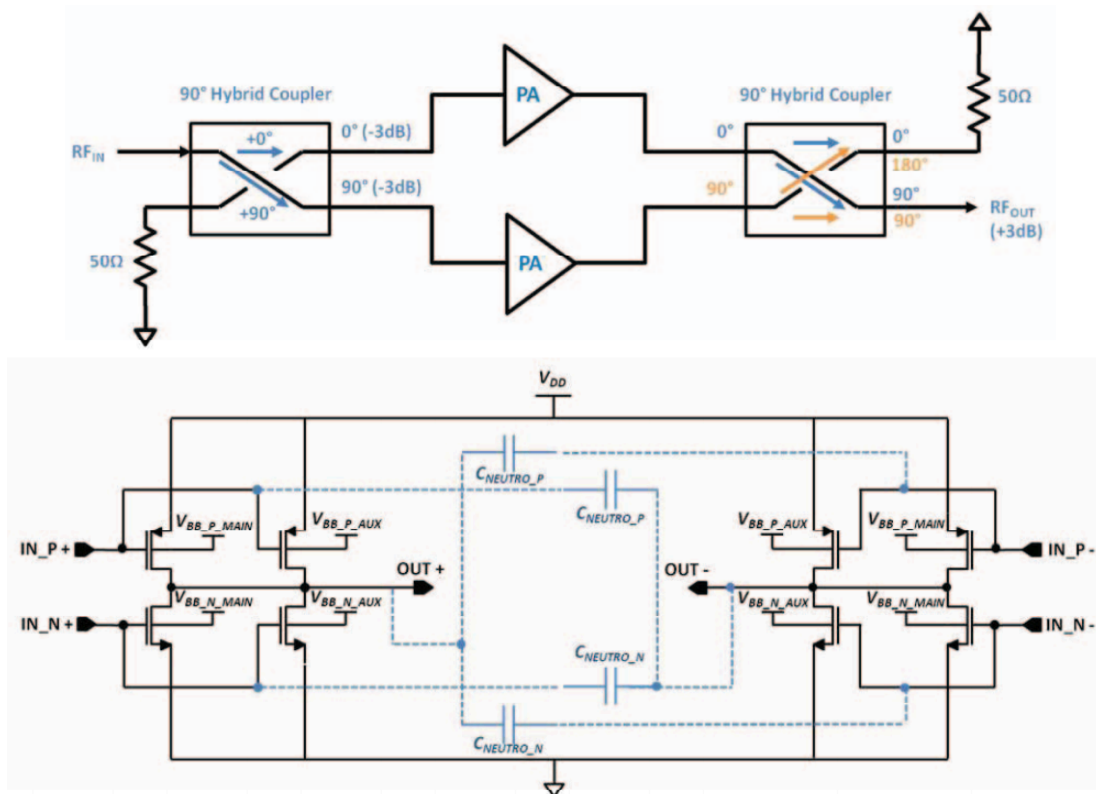 PA
90° Hybrid Coupler
90° Hybrid Coupler
50Ω
+0°
0° (-3dB)
0°
0°
RF_IN
180°
90° (-3dB)
90°
90°
+90°
90°
RF_OUT
(+3dB)
50Ω
PA
V_DD
C_NEUTRO_P
C_NEUTRO_P
V_BB_P_MAIN
V_BB_P_AUX
V_BB_P_AUX
V_BB_P_MAIN
IN_P +
IN_P -
OUT +
OUT -
V_BB_N_MAIN
V_BB_N_AUX
V_BB_N_AUX
V_BB_N_MAIN
IN_N +
IN_N -
C_NEUTRO_N
C_NEUTRO_N